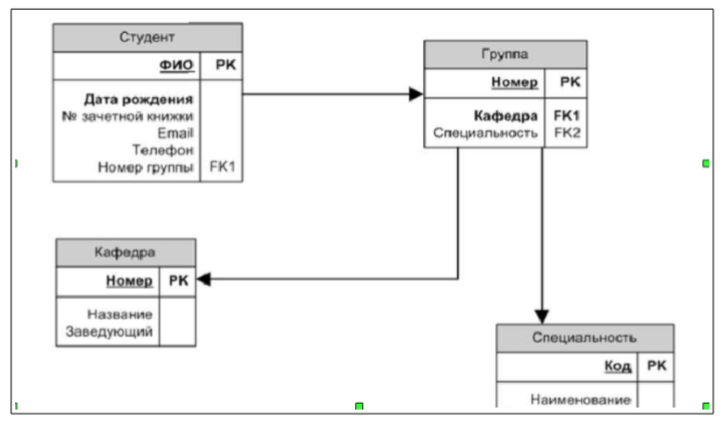 Студент
ФИО PK
Дата рождения
№ зачетной книжки
Email
Телефон
Номер группы FK1
Группа
Номер PK
Кафедра FK1
Специальность FK2
Кафедра
Номер PK
Название
Заведующий
Специальность
Код PK
Наименование